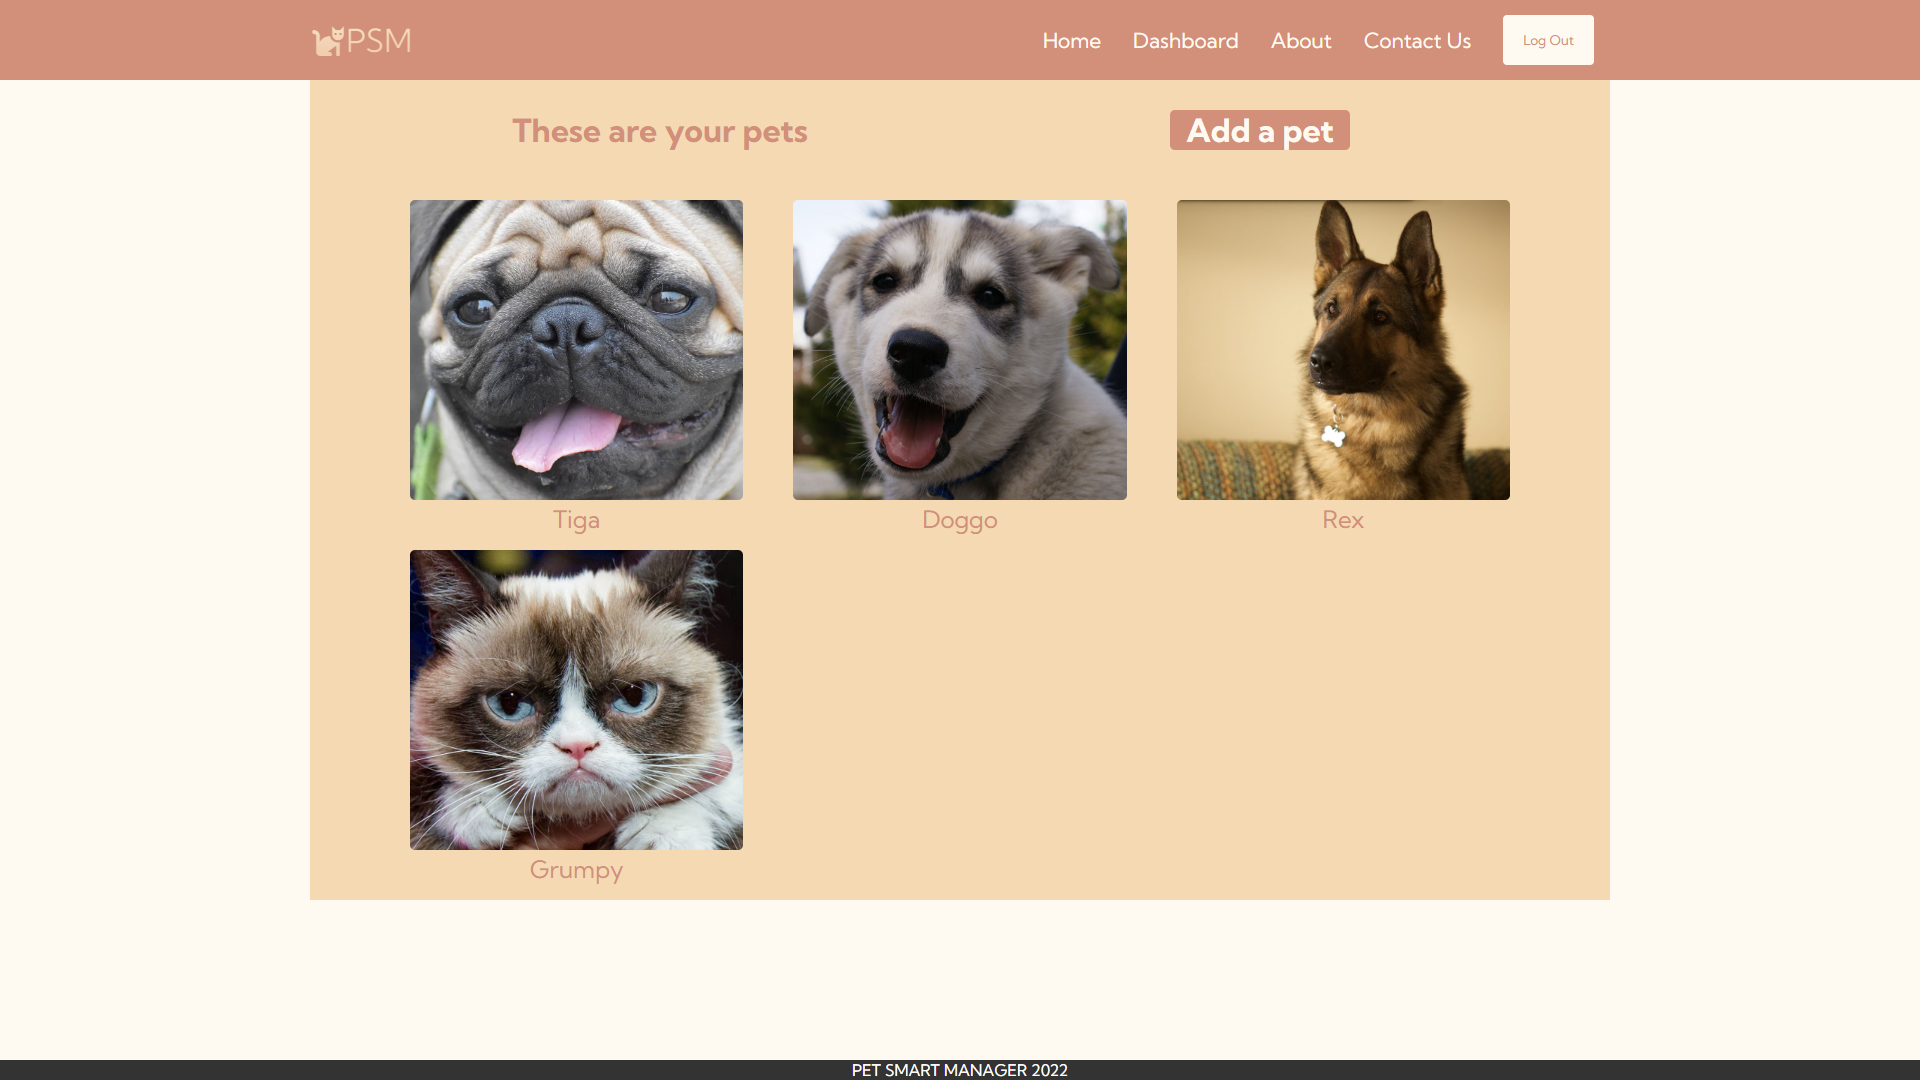 PSM
Home
Dashboard
About
Contact Us
Log Out
These are your pets
Add a pet
Tiga
Doggo
Rex
Grumpy
PET SMART MANAGER 2022